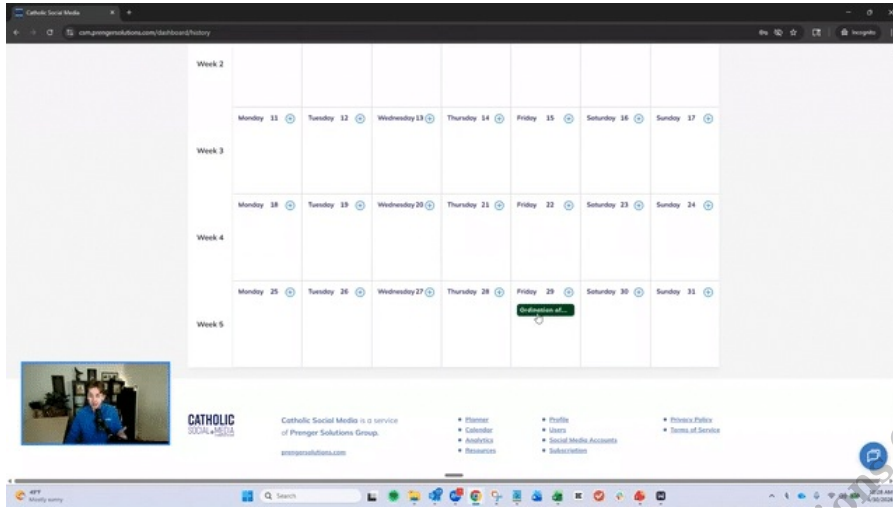 Catholic Social Media
com.prengersolutions.com/dashboard/history
Incognito
Week 2
Monday 11 Tuesday 12 Wednesday 13 Thursday 14 Friday 15 Saturday 16 Sunday 17
Week 3
Monday 18 Tuesday 19 Wednesday 20 Thursday 21 Friday 22 Saturday 23 Sunday 24
Week 4
Monday 25 Tuesday 26 Wednesday 27 Thursday 28 Friday 29 Saturday 30 Sunday 31
Ordination of...
Week 5
CATHOLIC
SOCIAL MEDIA
Catholic Social Media is a service
of Prenger Solutions Group.
prengersolutions.com
Planner
Calendar
Analytics
Resources
Profile
Users
Social Media Accounts
Subscription
Privacy Policy
Terms of Service
Mostly sunny
Search